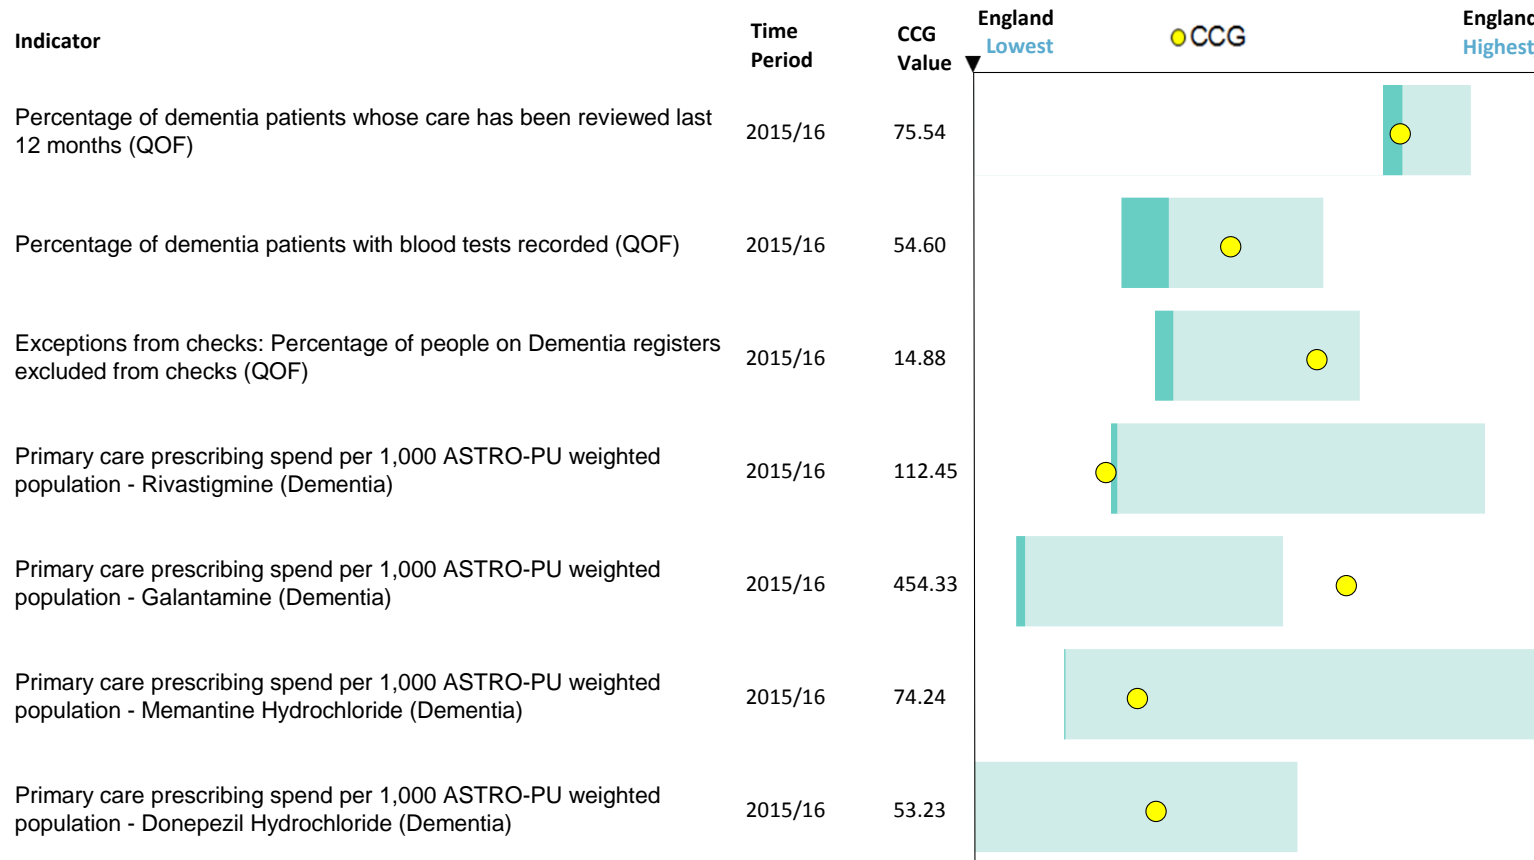 Indicator
Time
Period
CCG
Value
England
Lowest
CCG
England
Highest
Percentage of dementia patients whose care has been reviewed last
12 months (QOF)
2015/16
75.54
Percentage of dementia patients with blood tests recorded (QOF)
2015/16
54.60
Exceptions from checks: Percentage of people on Dementia registers
excluded from checks (QOF)
2015/16
14.88
Primary care prescribing spend per 1,000 ASTRO-PU weighted
population - Rivastigmine (Dementia)
2015/16
112.45
Primary care prescribing spend per 1,000 ASTRO-PU weighted
population - Galantamine (Dementia)
2015/16
454.33
Primary care prescribing spend per 1,000 ASTRO-PU weighted
population - Memantine Hydrochloride (Dementia)
2015/16
74.24
Primary care prescribing spend per 1,000 ASTRO-PU weighted
population - Donepezil Hydrochloride (Dementia)
2015/16
53.23